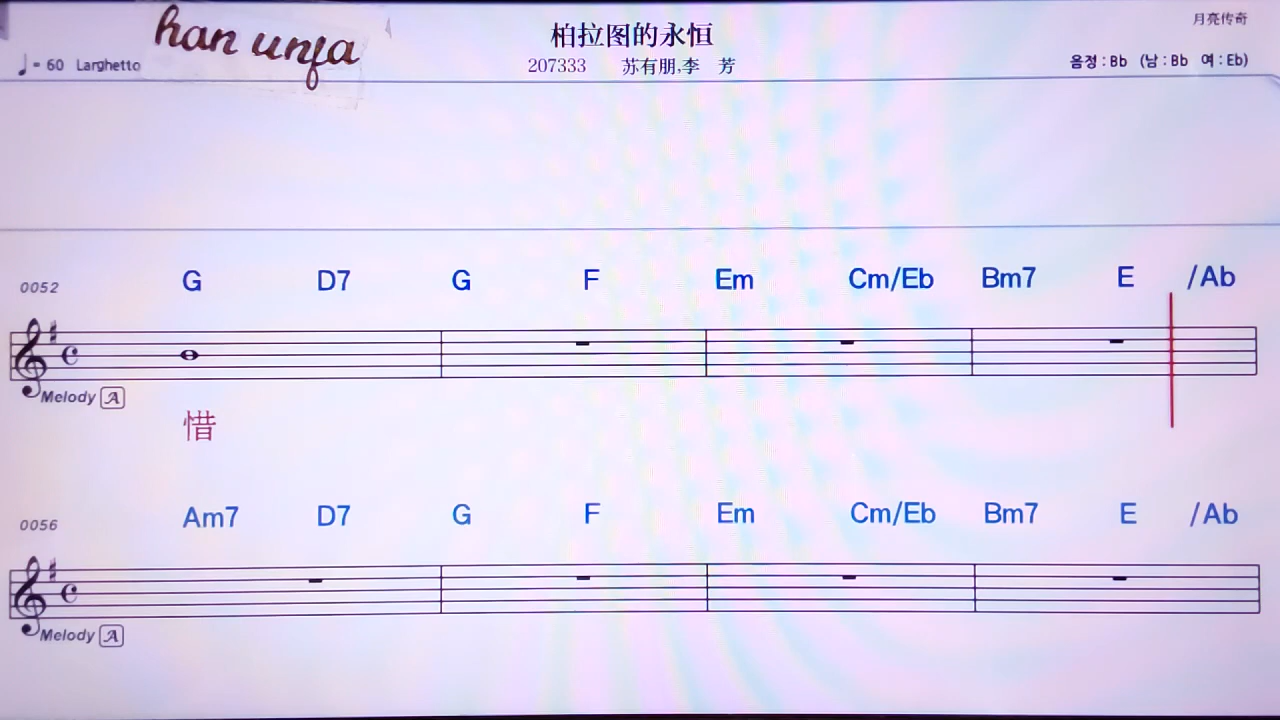 han unfa
柏拉图的永恒
月亮传奇
♩= 60 Larghetto
207333 苏有朋,李 芳
음정 : Bb (남 : Bb 여 : Eb)
0052 G D7 G F Em Cm/Eb Bm7 E /Ab
Melody A
惜
0056 Am7 D7 G F Em Cm/Eb Bm7 E /Ab
Melody A